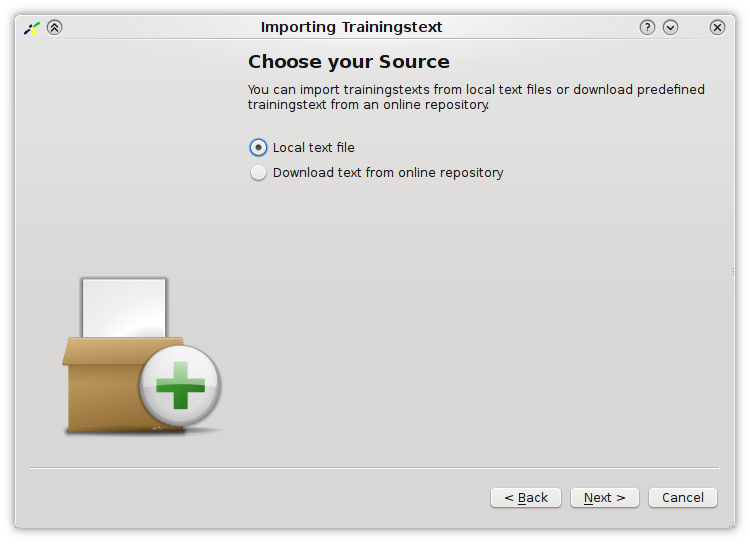 Importing Trainingstext
Choose your Source
You can import trainingstexts from local text files or download predefined
trainingstext from an online repository.
Local text file
Download text from online repository
< Back
Next >
Cancel